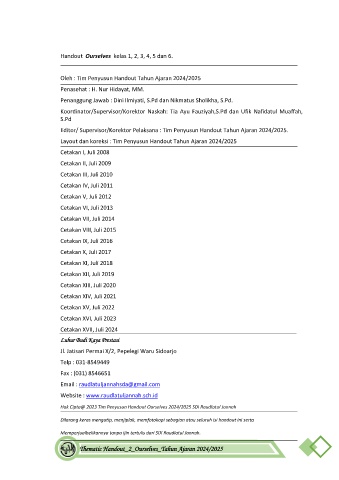 Handout Ourselves kelas 1, 2, 3, 4, 5 dan 6.
Oleh : Tim Penyusun Handout Tahun Ajaran 2024/2025
Penasehat : H. Nur Hidayat, MM.
Penanggung Jawab : Dini Ilmiyati, S.Pd dan Nikmatus Sholikha, S.Pd.
Koordinator/Supervisor/Korektor Naskah: Tia Ayu Fauziyah,S.Pd dan Ufik Nafidatul Muaffah,
S.Pd
Editor/ Supervisor/Korektor Pelaksana : Tim Penyusun Handout Tahun Ajaran 2024/2025.
Layout dan koreksi : Tim Penyusun Handout Tahun Ajaran 2024/2025
Cetakan I, Juli 2008
Cetakan II, Juli 2009
Cetakan III, Juli 2010
Cetakan IV, Juli 2011
Cetakan V, Juli 2012
Cetakan VI, Juli 2013
Cetakan VII, Juli 2014
Cetakan VIII, Juli 2015
Cetakan IX, Juli 2016
Cetakan X, Juli 2017
Cetakan XI, Juli 2018
Cetakan XII, Juli 2019
Cetakan XIII, Juli 2020
Cetakan XIV, Juli 2021
Cetakan XV, Juli 2022
Cetakan XVI, Juli 2023
Cetakan XVII, Juli 2024
Luhur Budi Kaya Prestasi
Jl. Jatisari Permai X/2, Pepelegi Waru Sidoarjo
Telp : 031-8549449
Fax : (031) 8546651
Email : raudlatuljannahsda@gmail.com
Website : www.raudlatuljannah.sch.id
Hak Cipta@ 2023 Tim Penyusun Handout Ourselves 2024/2025 SDI Raudlatul Jannah
Dilarang keras mengutip, menjiplak, memfotokopi sebagian atau seluruh isi handout ini serta
Memperjualbelikannya tanpa ijin tertulis dari SDI Raudlatul Jannah.
Thematic Handout_2_Ourselves_Tahun Ajaran 2024/2025